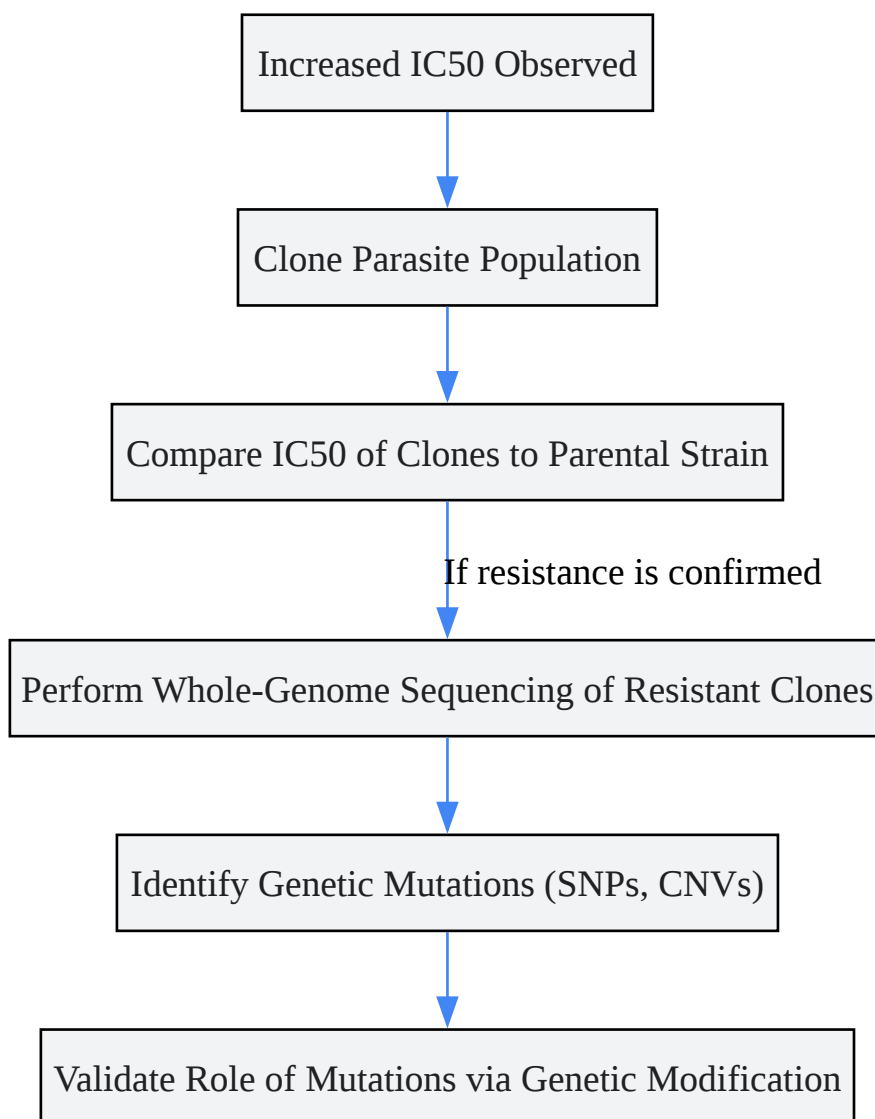 Increased IC50 Observed
Clone Parasite Population
Compare IC50 of Clones to Parental Strain
If resistance is confirmed
Perform Whole-Genome Sequencing of Resistant Clones
Identify Genetic Mutations (SNPs, CNVs)
Validate Role of Mutations via Genetic Modification